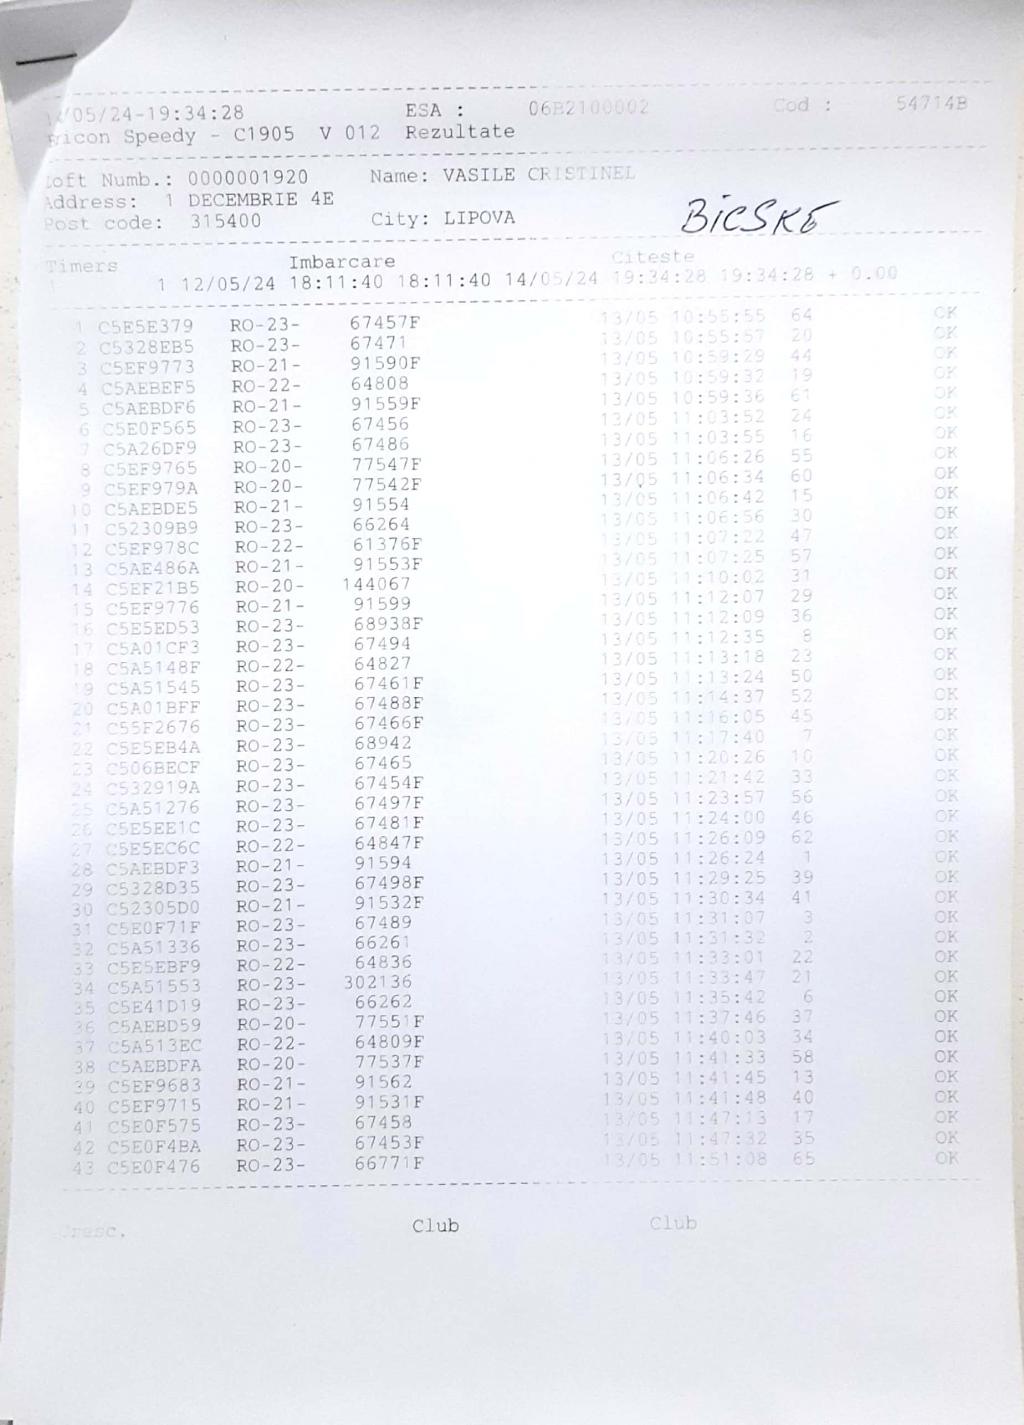 /05/24-19:34:28 ESA : 06B2100002 Cod : 54714B
Speedy - C1905 V 012 Rezultate
Loft Numb.: 0000001920 Name: VASILE CRISTINEL
Address: 1 DECEMBRIE 4E
Post code: 315400 City: LIPOVA
BICSKE
Timers Imbarcare Citeste
1 12/05/24 18:11:40 18:11:40 14/05/24 19:34:28 19:34:28 + 0.00
1 C5E5E379 RO-23- 67457F 13/05 10:55:55 64 OK
2 C5328EB5 RO-23- 67471 13/05 10:55:57 20 OK
3 C5EF9773 RO-21- 91590F 13/05 10:59:29 44 OK
4 C5AEBEF5 RO-22- 64808 13/05 10:59:32 19 OK
5 C5AEBDF6 RO-21- 91559F 13/05 10:59:36 61 OK
6 C5E0F565 RO-23- 67456 13/05 11:03:52 24 OK
7 C5A26DF9 RO-23- 67486 13/05 11:03:55 16 OK
8 C5EF9765 RO-20- 77547F 13/05 11:06:26 55 OK
9 C5EF979A RO-20- 77542F 13/05 11:06:34 60 OK
10 C5AEBDE5 RO-21- 91554 13/05 11:06:42 15 OK
11 C52309B9 RO-23- 66264 13/05 11:06:56 30 OK
12 C5EF978C RO-22- 61376F 13/05 11:07:22 47 OK
13 C5AE486A RO-21- 91553F 13/05 11:07:25 57 OK
14 C5EF21B5 RO-20- 144067 13/05 11:10:02 31 OK
15 C5EF9776 RO-21- 91599 13/05 11:12:07 29 OK
16 C5E5ED53 RO-23- 68938F 13/05 11:12:09 36 OK
17 C5A01CF3 RO-23- 67494 13/05 11:12:35 8 OK
18 C5A5148F RO-22- 64827 13/05 11:13:18 23 OK
19 C5A51545 RO-23- 67461F 13/05 11:13:24 50 OK
20 C5A01BFF RO-23- 67488F 13/05 11:14:37 52 OK
21 C55F2676 RO-23- 67466F 13/05 11:16:05 45 OK
22 C5E5EB4A RO-23- 68942 13/05 11:17:40 7 OK
23 C506BECF RO-23- 67465 13/05 11:20:26 10 OK
24 C532919A RO-23- 67454F 13/05 11:21:42 33 OK
25 C5A51276 RO-23- 67497F 13/05 11:23:57 56 OK
26 C5E5EE1C RO-23- 67481F 13/05 11:24:00 46 OK
27 C5E5EC6C RO-22- 64847F 13/05 11:26:09 62 OK
28 C5AEBDF3 RO-21- 91594 13/05 11:26:24 1 OK
29 C5328D35 RO-23- 67498F 13/05 11:29:25 39 OK
30 C52305D0 RO-21- 91532F 13/05 11:30:34 41 OK
31 C5E0F71F RO-23- 67489 13/05 11:31:07 3 OK
32 C5A51336 RO-23- 66261 13/05 11:31:32 2 OK
33 C5E5EBF9 RO-22- 64836 13/05 11:33:01 22 OK
34 C5A51553 RO-23- 302136 13/05 11:33:47 21 OK
35 C5E41D19 RO-23- 66262 13/05 11:35:42 6 OK
36 C5AEBD59 RO-20- 77551F 13/05 11:37:46 37 OK
37 C5A513EC RO-22- 64809F 13/05 11:40:03 34 OK
38 C5AEBDFA RO-20- 77537F 13/05 11:41:33 58 OK
39 C5EF9683 RO-21- 91562 13/05 11:41:45 13 OK
40 C5EF9715 RO-21- 91531F 13/05 11:41:48 40 OK
41 C5E0F575 RO-23- 67458 13/05 11:47:13 17 OK
42 C5E0F4BA RO-23- 67453F 13/05 11:47:32 35 OK
43 C5E0F476 RO-23- 66771F 13/05 11:51:08 65 OK
Cresc. Club Club